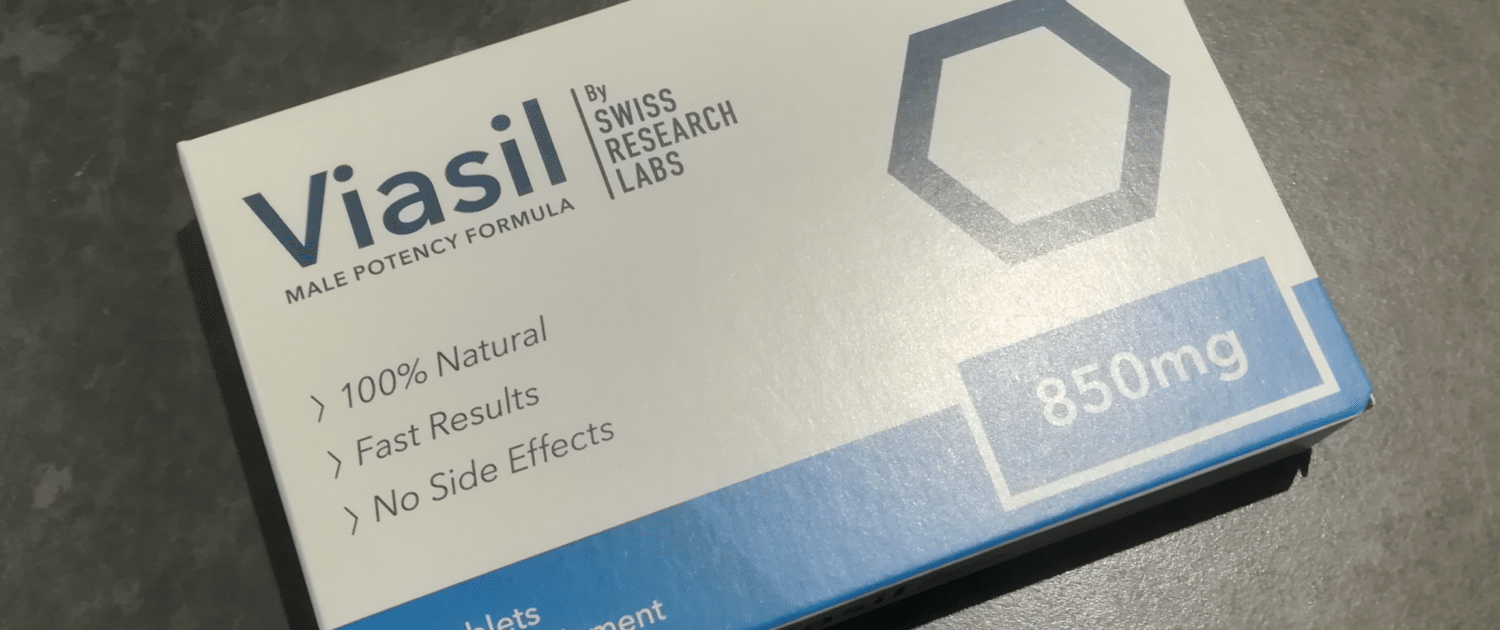 Viasil
MALE POTENCY FORMULA
By
SWISS
RESEARCH
LABS
› 100% Natural
› Fast Results
› No Side Effects
850mg